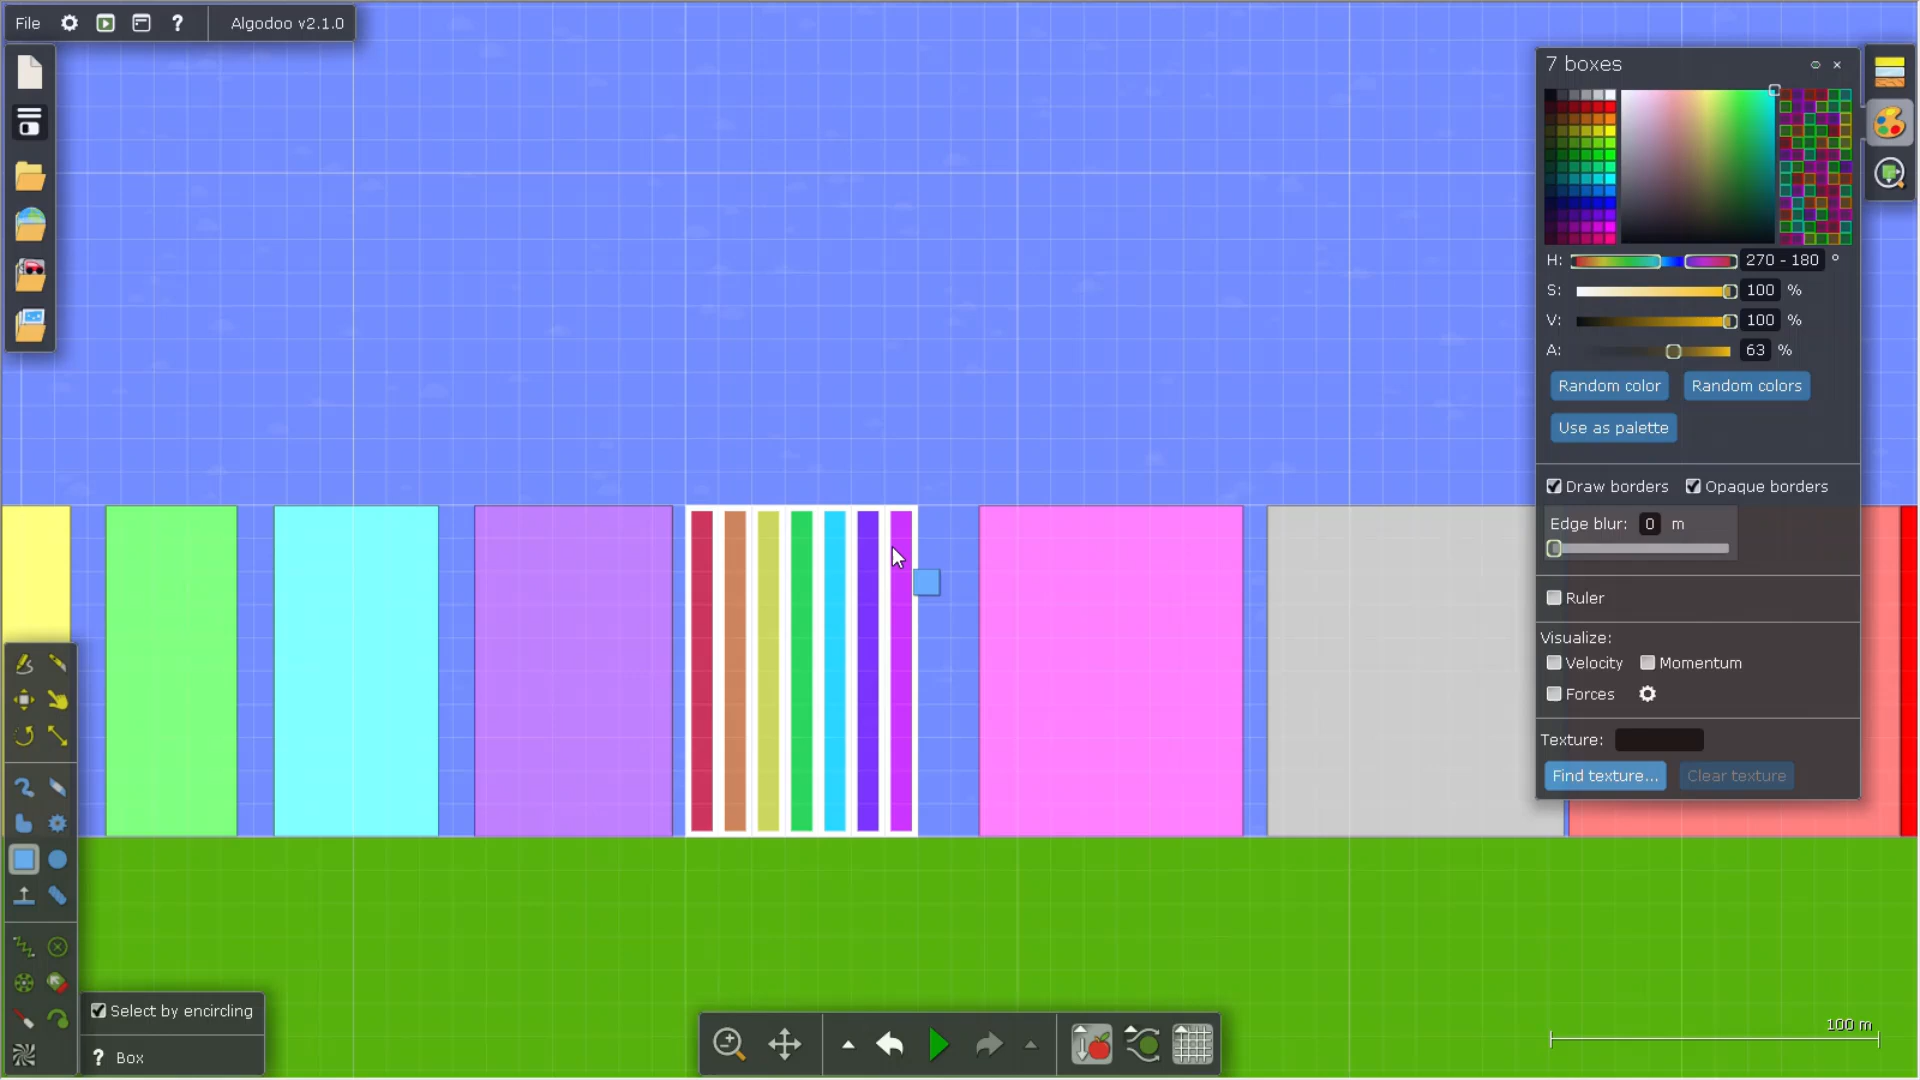 File
Algodoo v2.1.0
7 boxes
H: 270 - 180 °
S: 100 %
V: 100 %
A: 63 %
Random color Random colors
Use as palette
Draw borders Opaque borders
Edge blur: 0 m
Ruler
Visualize:
Velocity Momentum
Forces
Texture:
Find texture... Clear texture
Select by encircling
? Box
100 m